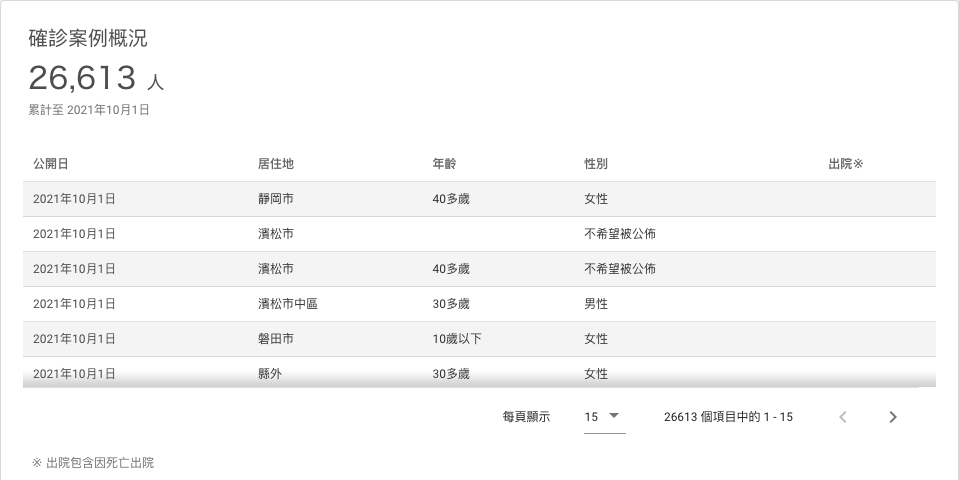 確診案例概況
26,613 人
累計至 2021年10月1日
公開日 居住地 年齡 性別 出院※
2021年10月1日 靜岡市 40多歲 女性
2021年10月1日 濱松市 不希望被公佈
2021年10月1日 濱松市 40多歲 不希望被公佈
2021年10月1日 濱松市中區 30多歲 男性
2021年10月1日 磐田市 10歲以下 女性
2021年10月1日 縣外 30多歲 女性
每頁顯示 15 26613 個項目中的 1 - 15
※ 出院包含因死亡出院